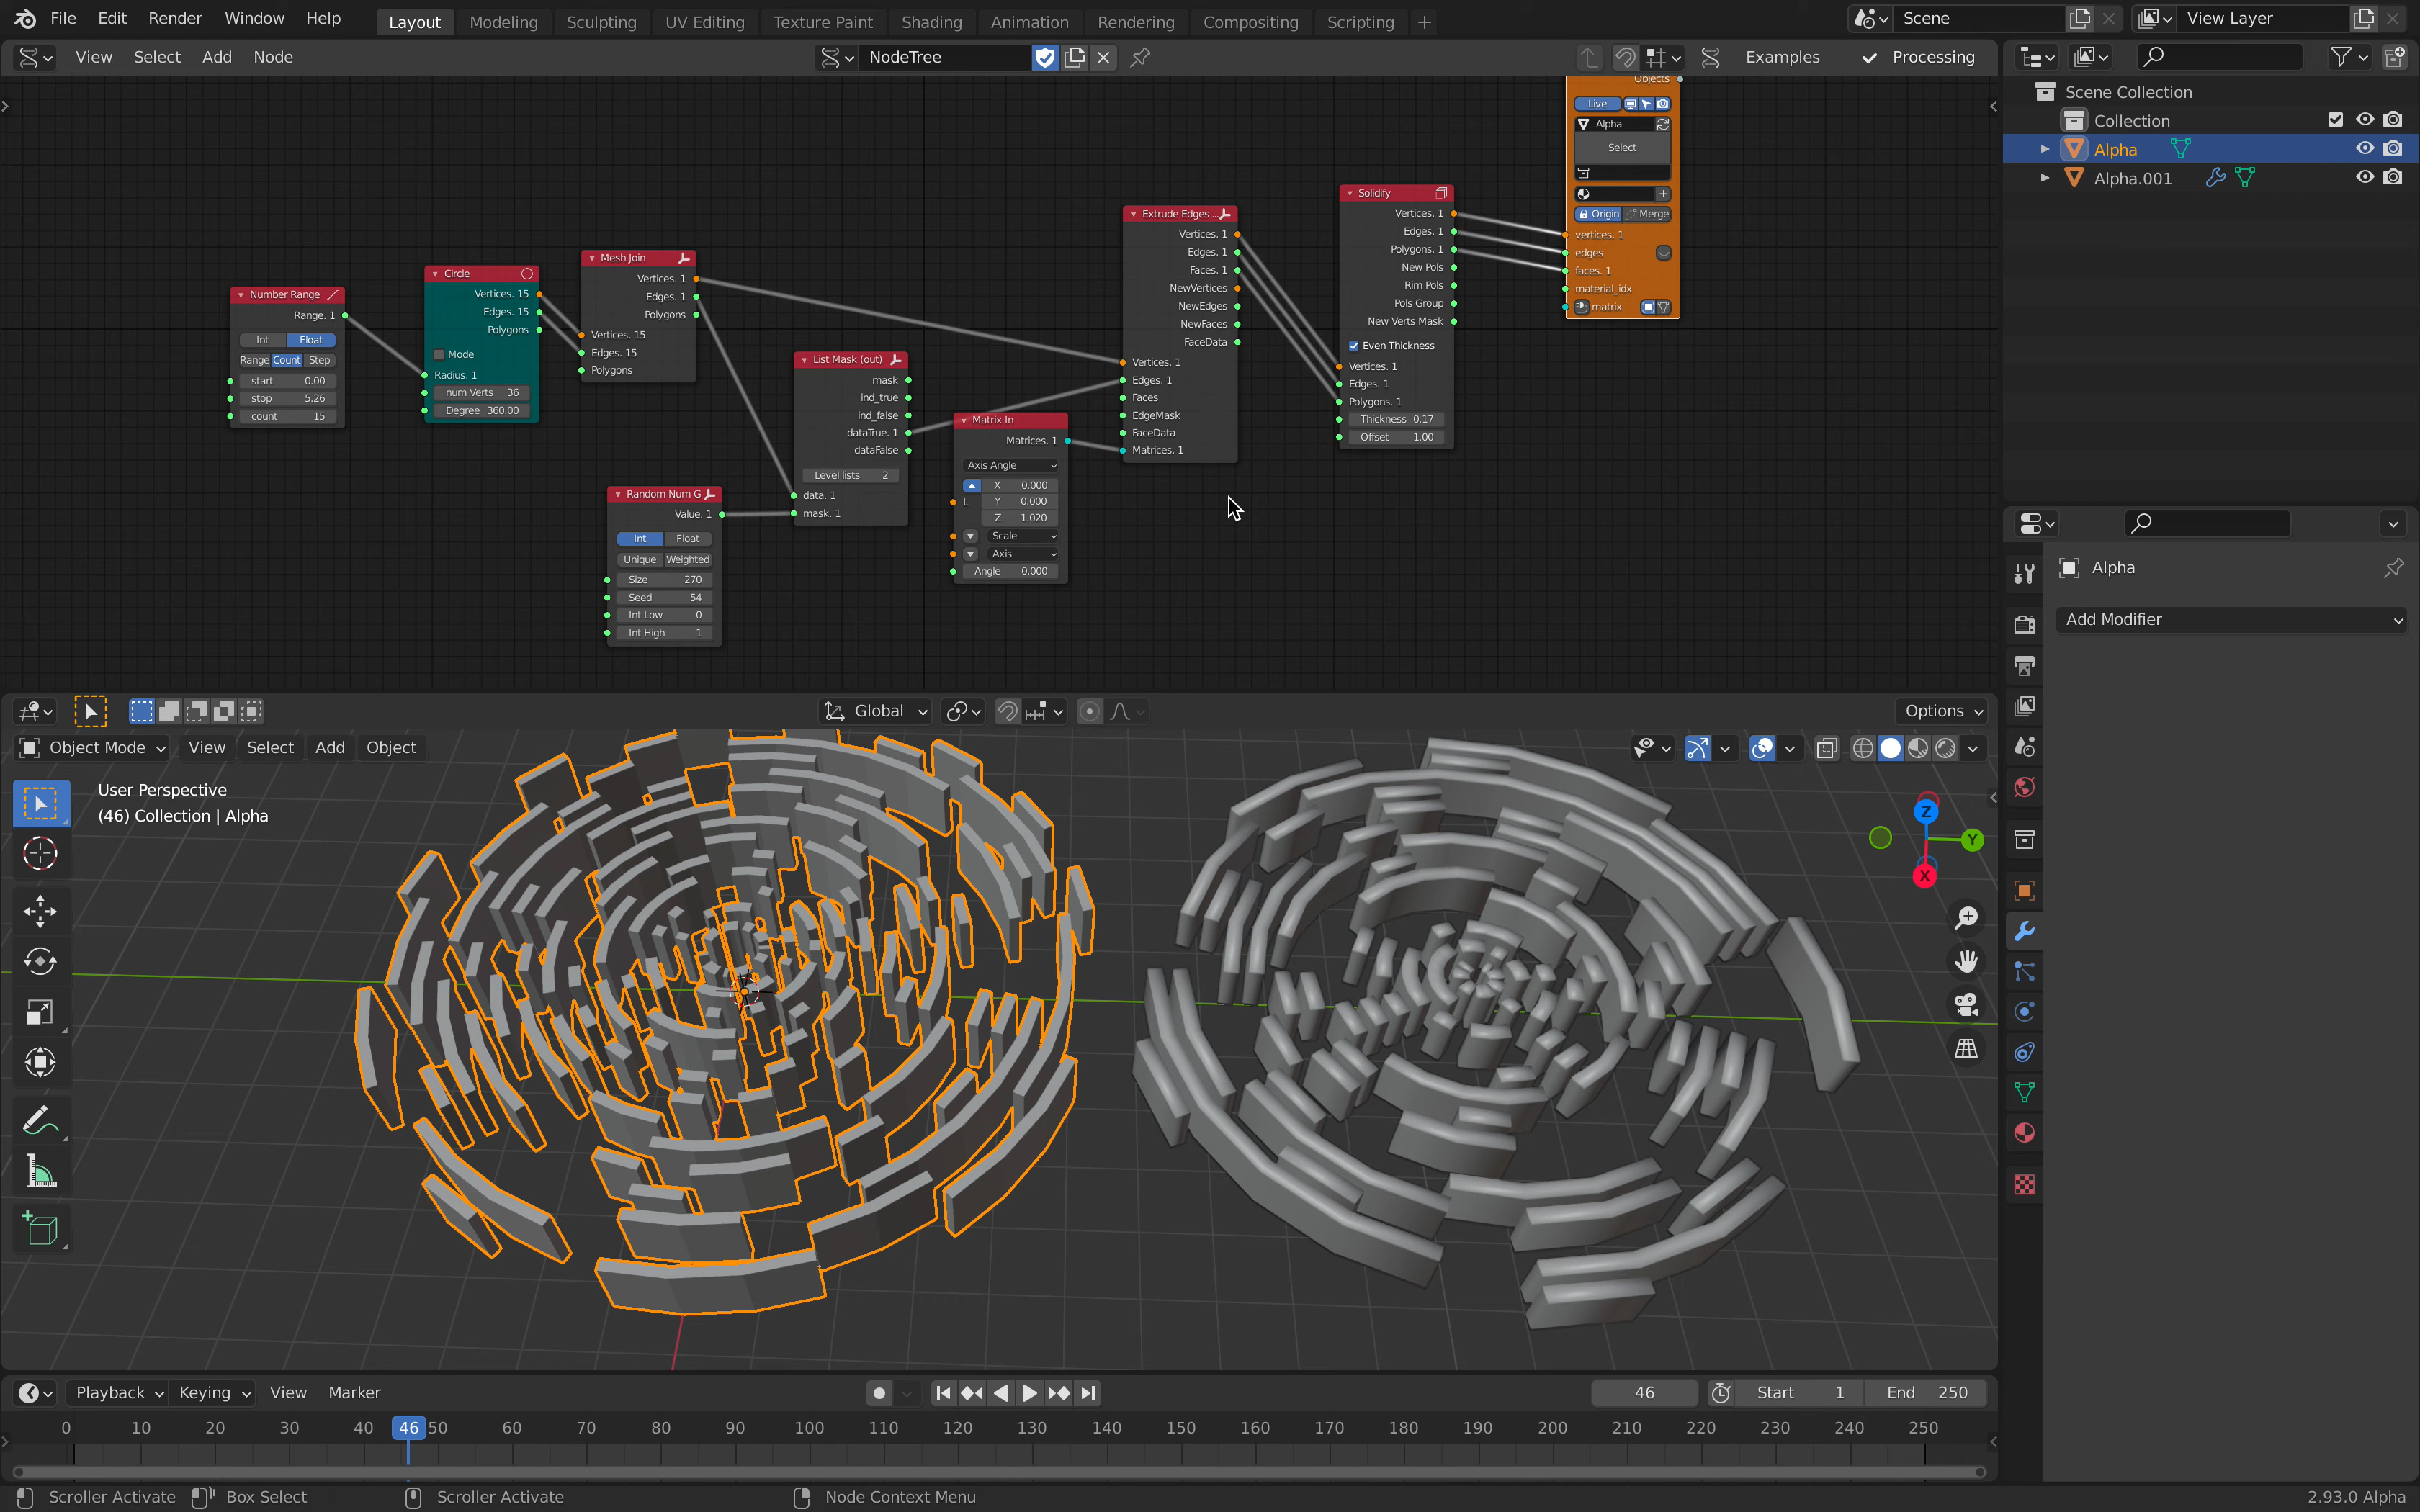 File Edit Render Window Help Layout Modeling Sculpting UV Editing Texture Paint Shading Animation Rendering Compositing Scripting + Scene View Layer
View Select Add Node NodeTree Examples Processing
Objects
Live
Alpha
Select
Origin Merge
vertices. 1
edges
faces. 1
material_idx
matrix
Number Range
Range. 1
Int Float
Range Count Step
start 0.00
stop 5.26
count 15
Circle
Vertices. 15
Edges. 15
Polygons
Mode
Radius. 1
num Verts 36
Degree 360.00
Mesh Join
Vertices. 1
Edges. 1
Polygons
Vertices. 15
Edges. 15
Polygons
Random Num G
Value. 1
Int Float
Unique Weighted
Size 270
Seed 54
Int Low 0
Int High 1
List Mask (out)
mask
ind_true
ind_false
dataTrue. 1
dataFalse
Level lists 2
data. 1
mask. 1
Matrix In
Matrices. 1
Axis Angle
X 0.000
L Y 0.000
Z 1.020
Scale
Axis
Angle 0.000
Extrude Edges ...
Vertices. 1
Edges. 1
Faces. 1
NewVertices
NewEdges
NewFaces
FaceData
Vertices. 1
Edges. 1
Faces
EdgeMask
FaceData
Matrices. 1
Solidify
Vertices. 1
Edges. 1
Polygons. 1
New Pols
Rim Pols
Pols Group
New Verts Mask
Even Thickness
Vertices. 1
Edges. 1
Polygons. 1
Thickness 0.17
Offset 1.00
Scene Collection
Collection
Alpha
Alpha.001
Alpha
Add Modifier
Global Options
Object Mode View Select Add Object
User Perspective
(46) Collection | Alpha
Z
Y
X
Playback Keying View Marker 46 Start 1 End 250
0 10 20 30 40 46 50 60 70 80 90 100 110 120 130 140 150 160 170 180 190 200 210 220 230 240 250
Scroller Activate Box Select Scroller Activate Node Context Menu 2.93.0 Alpha